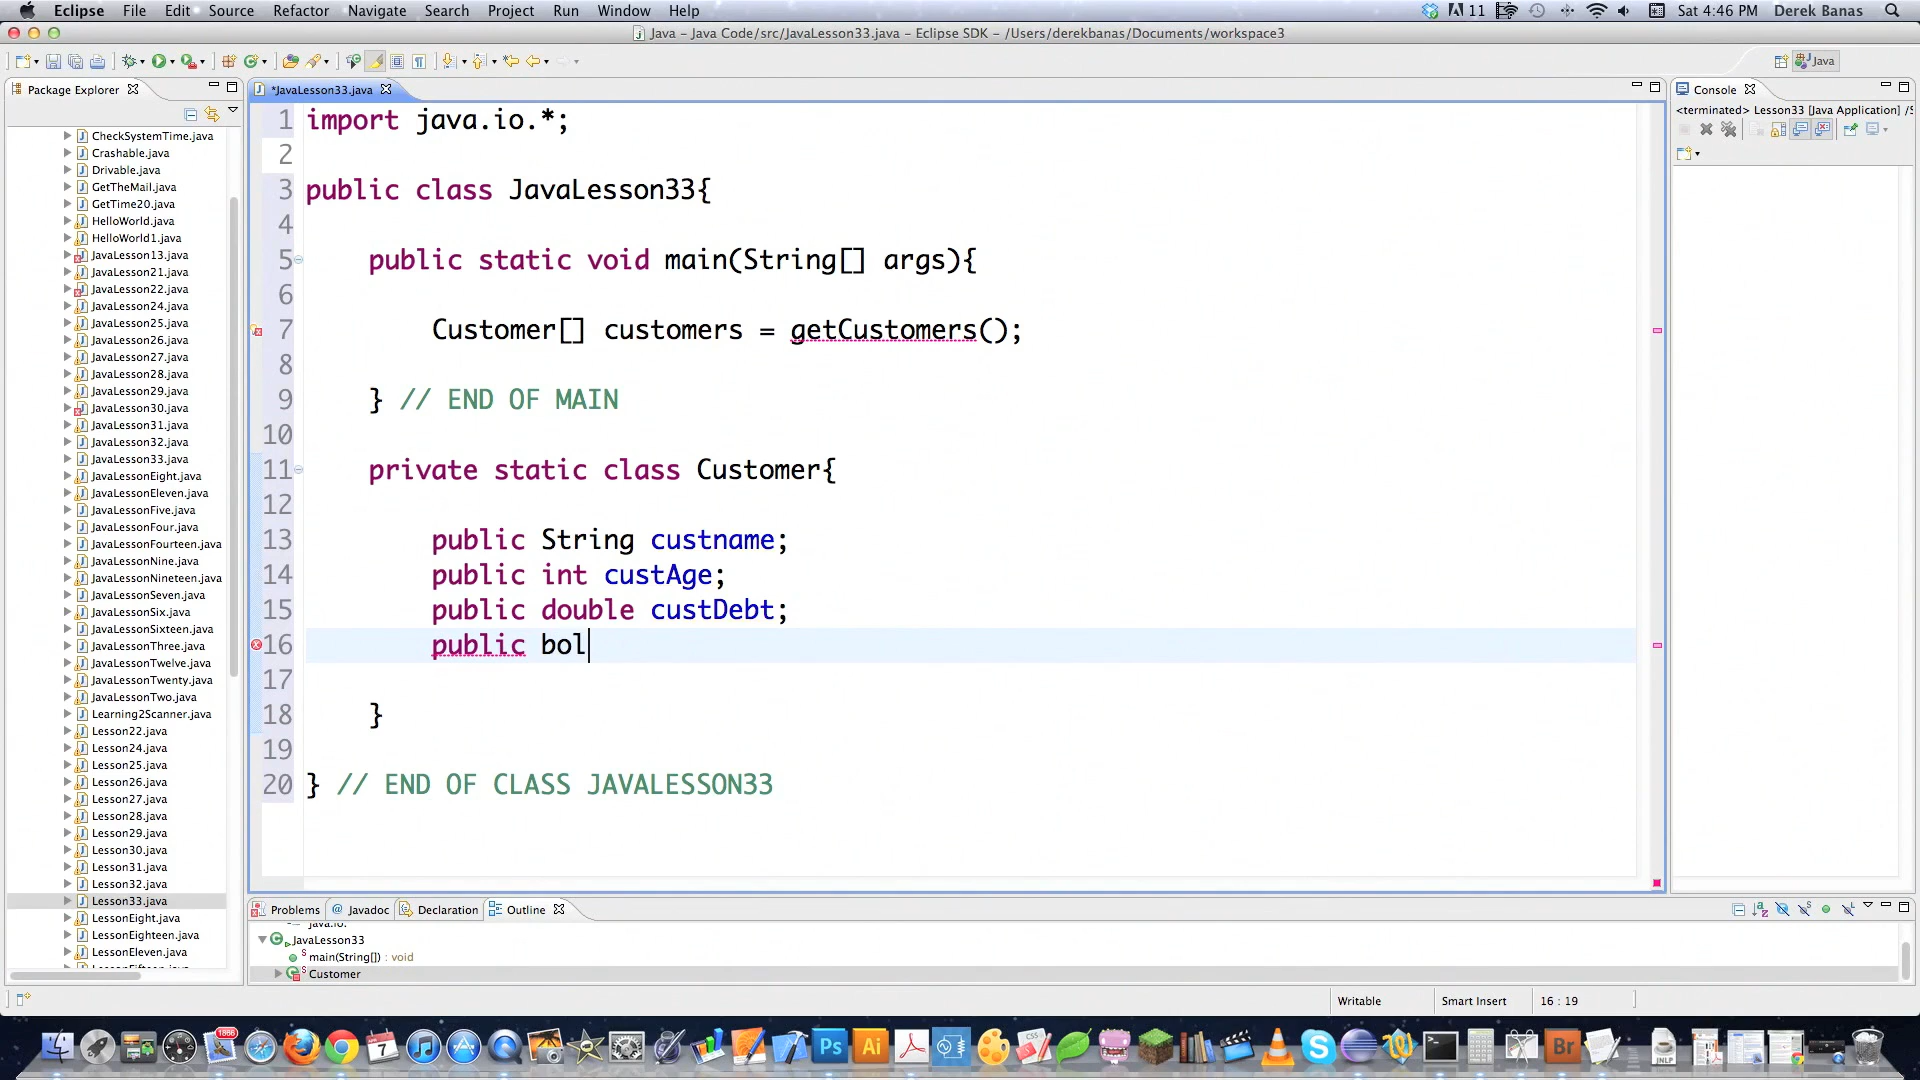 Eclipse File Edit Source Refactor Navigate Search Project Run Window Help 11 Sat 4:46 PM Derek Banas
Java – Java Code/src/JavaLesson33.java – Eclipse SDK – /Users/derekbanas/Documents/workspace3
Java
Package Explorer
CheckSystemTime.java
Crashable.java
Drivable.java
GetTheMail.java
GetTime20.java
HelloWorld.java
HelloWorld1.java
JavaLesson13.java
JavaLesson21.java
JavaLesson22.java
JavaLesson24.java
JavaLesson25.java
JavaLesson26.java
JavaLesson27.java
JavaLesson28.java
JavaLesson29.java
JavaLesson30.java
JavaLesson31.java
JavaLesson32.java
JavaLesson33.java
JavaLessonEight.java
JavaLessonEleven.java
JavaLessonFive.java
JavaLessonFour.java
JavaLessonFourteen.java
JavaLessonNine.java
JavaLessonNineteen.java
JavaLessonSeven.java
JavaLessonSix.java
JavaLessonSixteen.java
JavaLessonThree.java
JavaLessonTwelve.java
JavaLessonTwenty.java
JavaLessonTwo.java
Learning2Scanner.java
Lesson22.java
Lesson24.java
Lesson25.java
Lesson26.java
Lesson27.java
Lesson28.java
Lesson29.java
Lesson30.java
Lesson31.java
Lesson32.java
Lesson33.java
LessonEight.java
LessonEighteen.java
LessonEleven.java
*JavaLesson33.java
1 import java.io.*;
2
3 public class JavaLesson33{
4
5 public static void main(String[] args){
6
7 Customer[] customers = getCustomers();
8
9 } // END OF MAIN
10
11 private static class Customer{
12
13 public String custname;
14 public int custAge;
15 public double custDebt;
16 public bol
17
18 }
19
20 } // END OF CLASS JAVALESSON33
Console
<terminated> Lesson33 [Java Application] /S
Problems Javadoc Declaration Outline
java.io.
JavaLesson33
main(String[]) : void
Customer
Writable Smart Insert 16 : 19
1866 7 Ps Ai Br JNLP